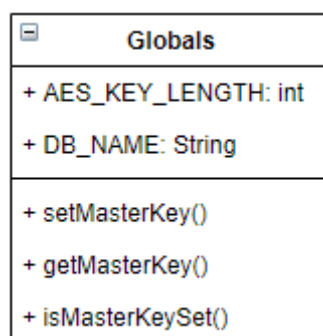 Globals
+ AES_KEY_LENGTH: int
+ DB_NAME: String
+ setMasterKey()
+ getMasterKey()
+ isMasterKeySet()